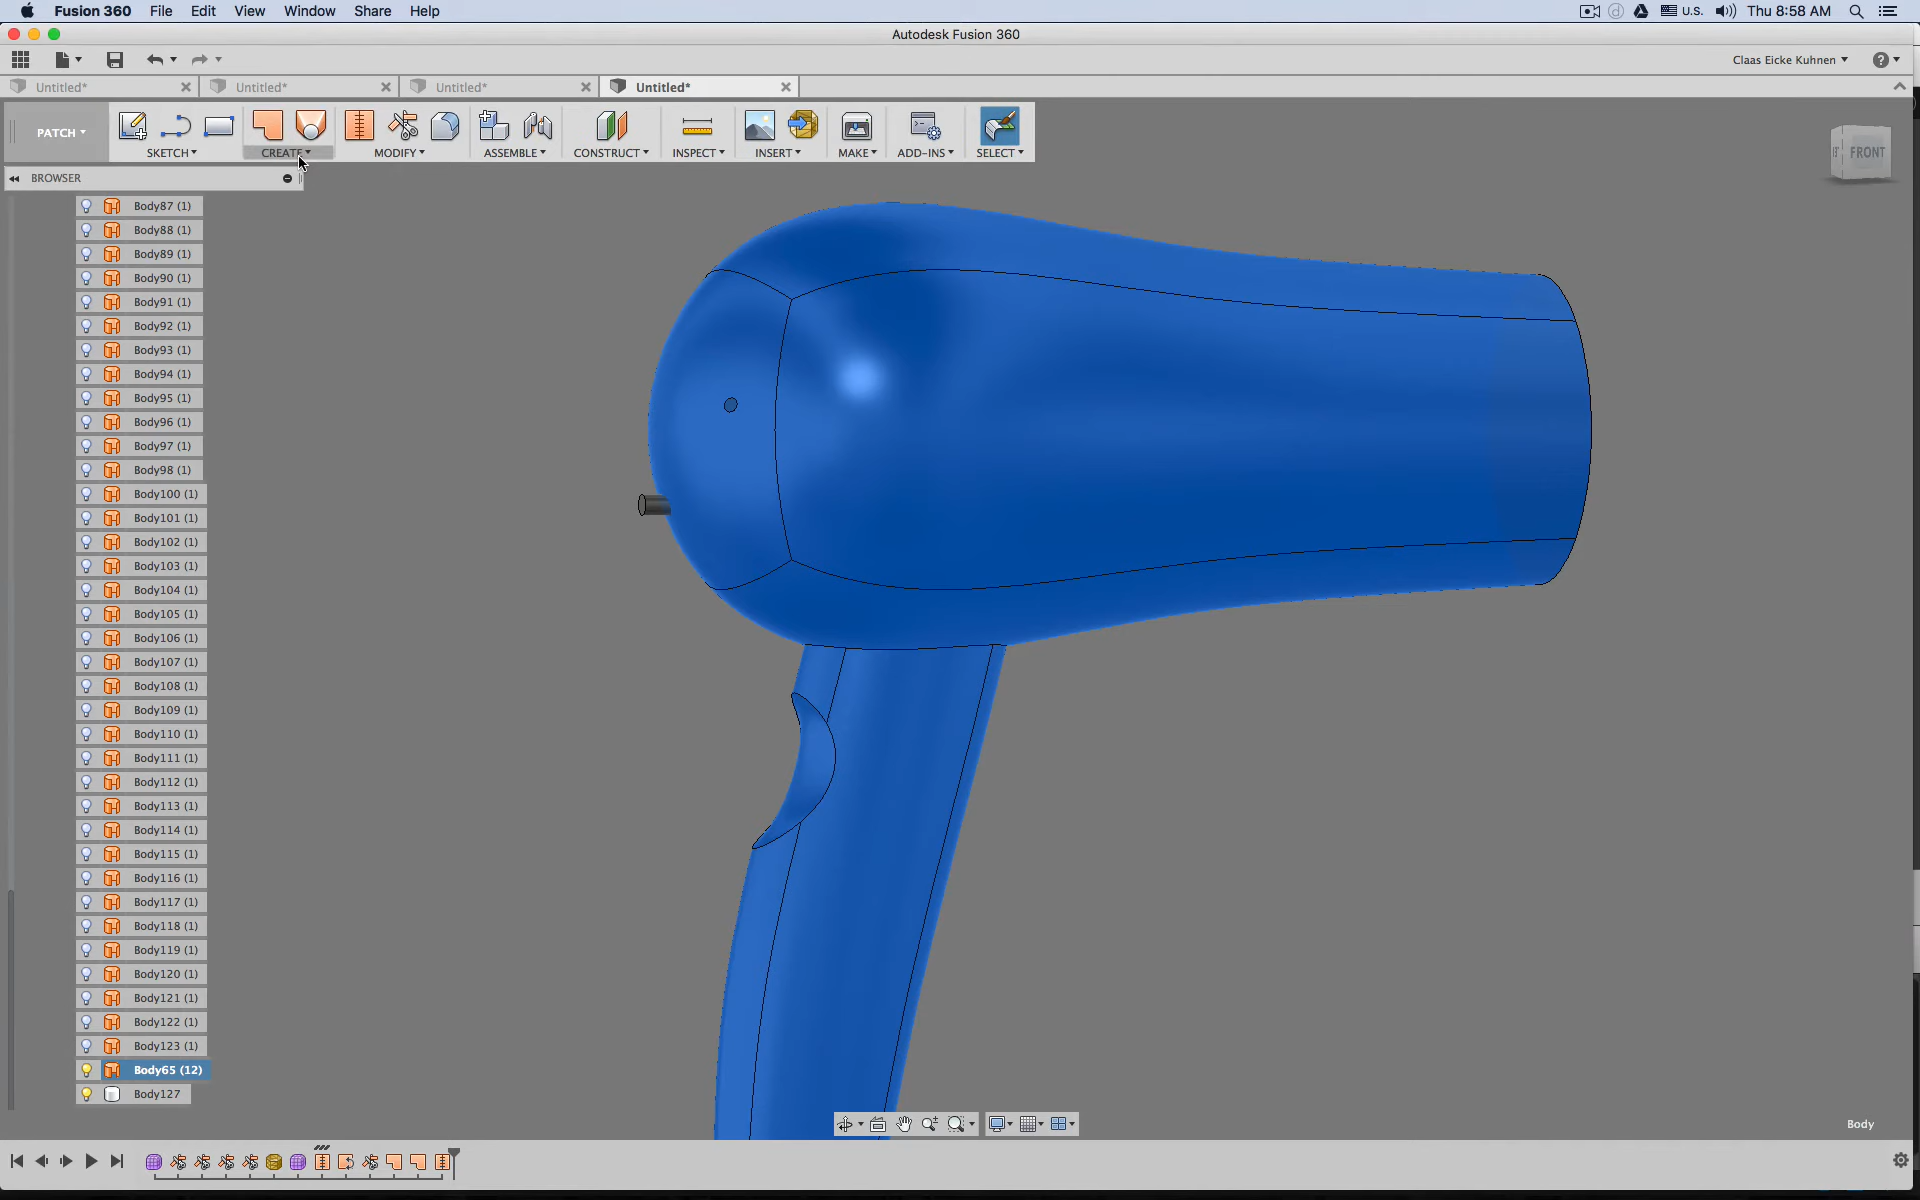 Fusion 360 File Edit View Window Share Help U.S. Thu 8:58 AM
Autodesk Fusion 360
Claas Eicke Kuhnen
Untitled* Untitled* Untitled* Untitled*
PATCH
SKETCH CREATE MODIFY ASSEMBLE CONSTRUCT INSPECT INSERT MAKE ADD-INS SELECT
FRONT
BROWSER
Body87 (1)
Body88 (1)
Body89 (1)
Body90 (1)
Body91 (1)
Body92 (1)
Body93 (1)
Body94 (1)
Body95 (1)
Body96 (1)
Body97 (1)
Body98 (1)
Body100 (1)
Body101 (1)
Body102 (1)
Body103 (1)
Body104 (1)
Body105 (1)
Body106 (1)
Body107 (1)
Body108 (1)
Body109 (1)
Body110 (1)
Body111 (1)
Body112 (1)
Body113 (1)
Body114 (1)
Body115 (1)
Body116 (1)
Body117 (1)
Body118 (1)
Body119 (1)
Body120 (1)
Body121 (1)
Body122 (1)
Body123 (1)
Body65 (12)
Body127
Body